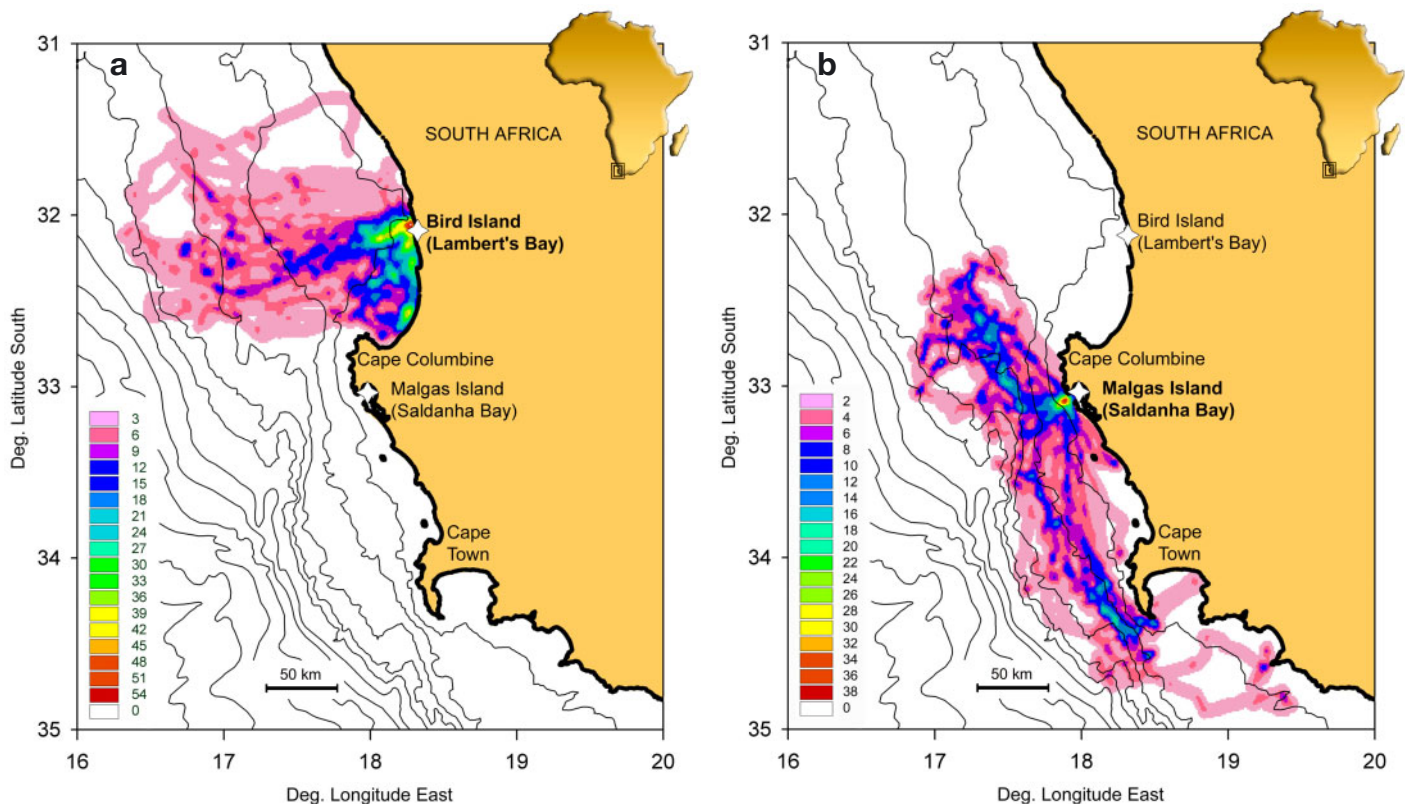 a
31
32
33
34
35
Deg. Latitude South
SOUTH AFRICA
Bird Island
(Lambert's Bay)
Cape Columbine
Malgas Island
(Saldanha Bay)
Cape
Town
3
6
9
12
15
18
21
24
27
30
33
36
39
42
45
48
51
54
0
50 km
16
17
18
19
20
Deg. Longitude East
b
31
32
33
34
35
Deg. Latitude South
SOUTH AFRICA
Bird Island
(Lambert's Bay)
Cape Columbine
Malgas Island
(Saldanha Bay)
Cape
Town
2
4
6
8
10
12
14
16
18
20
22
24
26
28
30
32
34
36
38
0
50 km
16
17
18
19
20
Deg. Longitude East